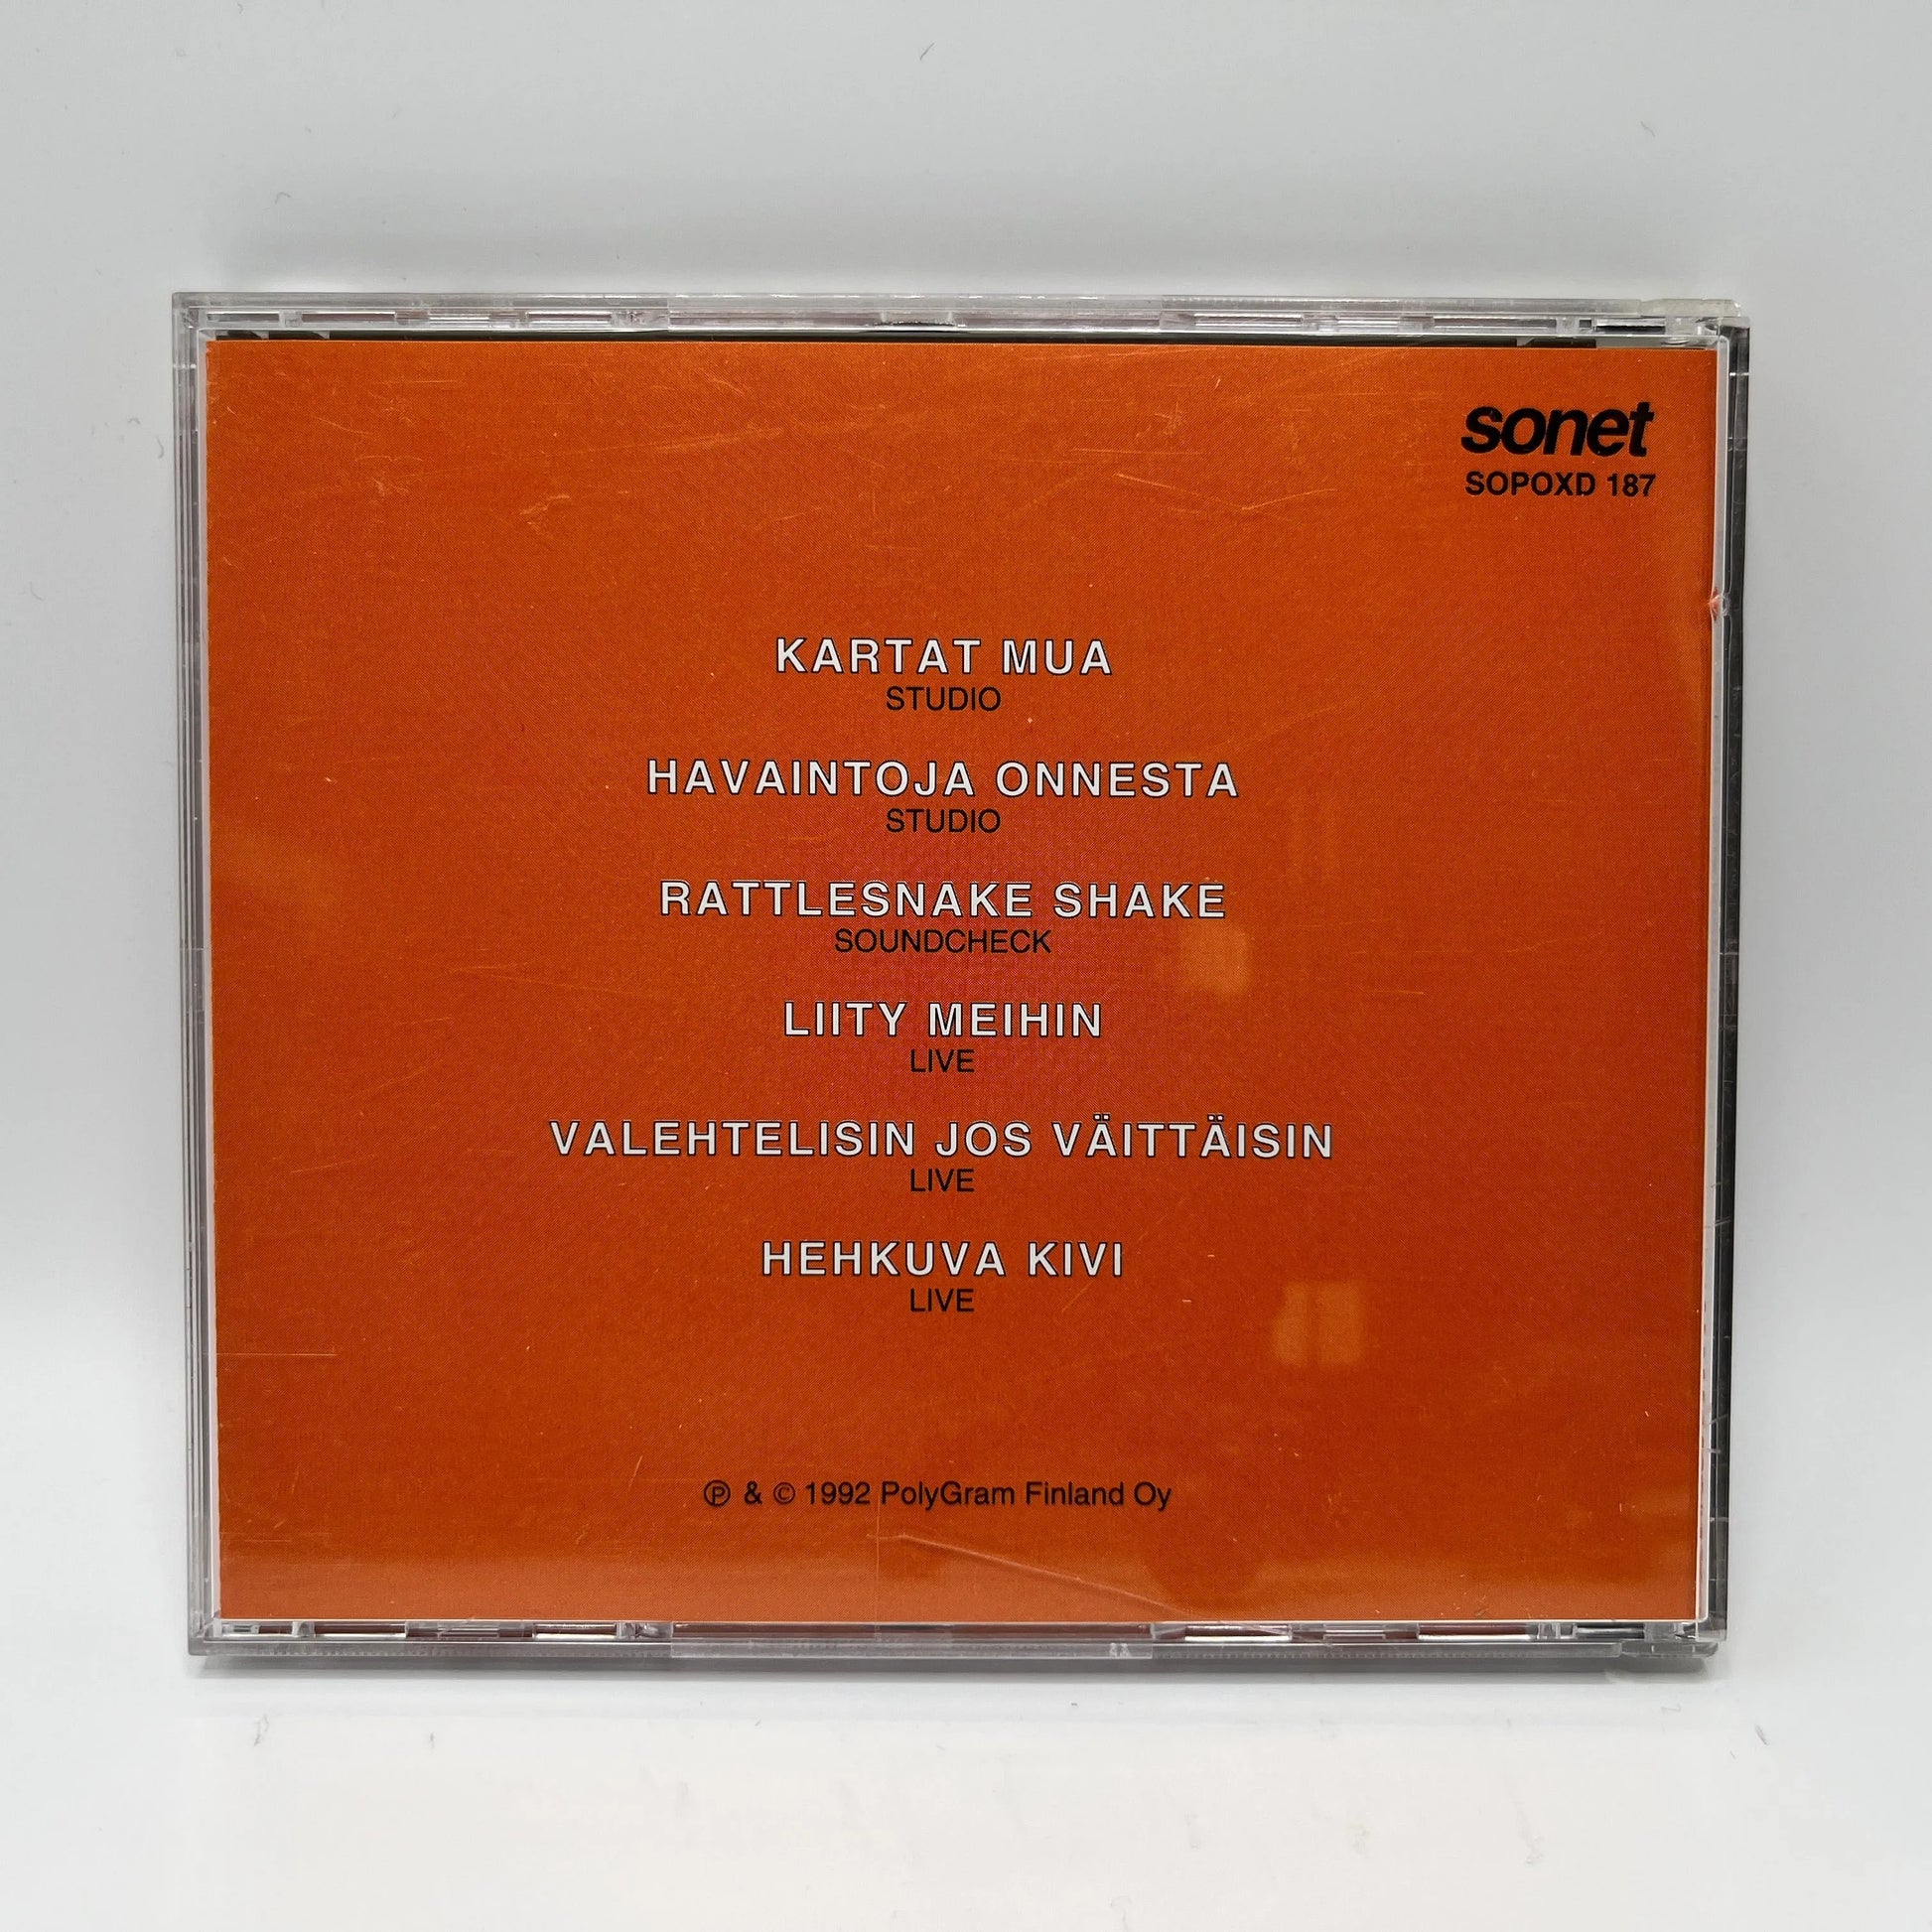 sonet
SOPOXD 187
KARTAT MUA
STUDIO
HAVAINTOJA ONNESTA
STUDIO
RATTLESNAKE SHAKE
SOUNDCHECK
LIITY MEIHIN
LIVE
VALEHTELISIN JOS VÄITTÄISIN
LIVE
HEHKUVA KIVI
LIVE
℗ & © 1992 PolyGram Finland Oy